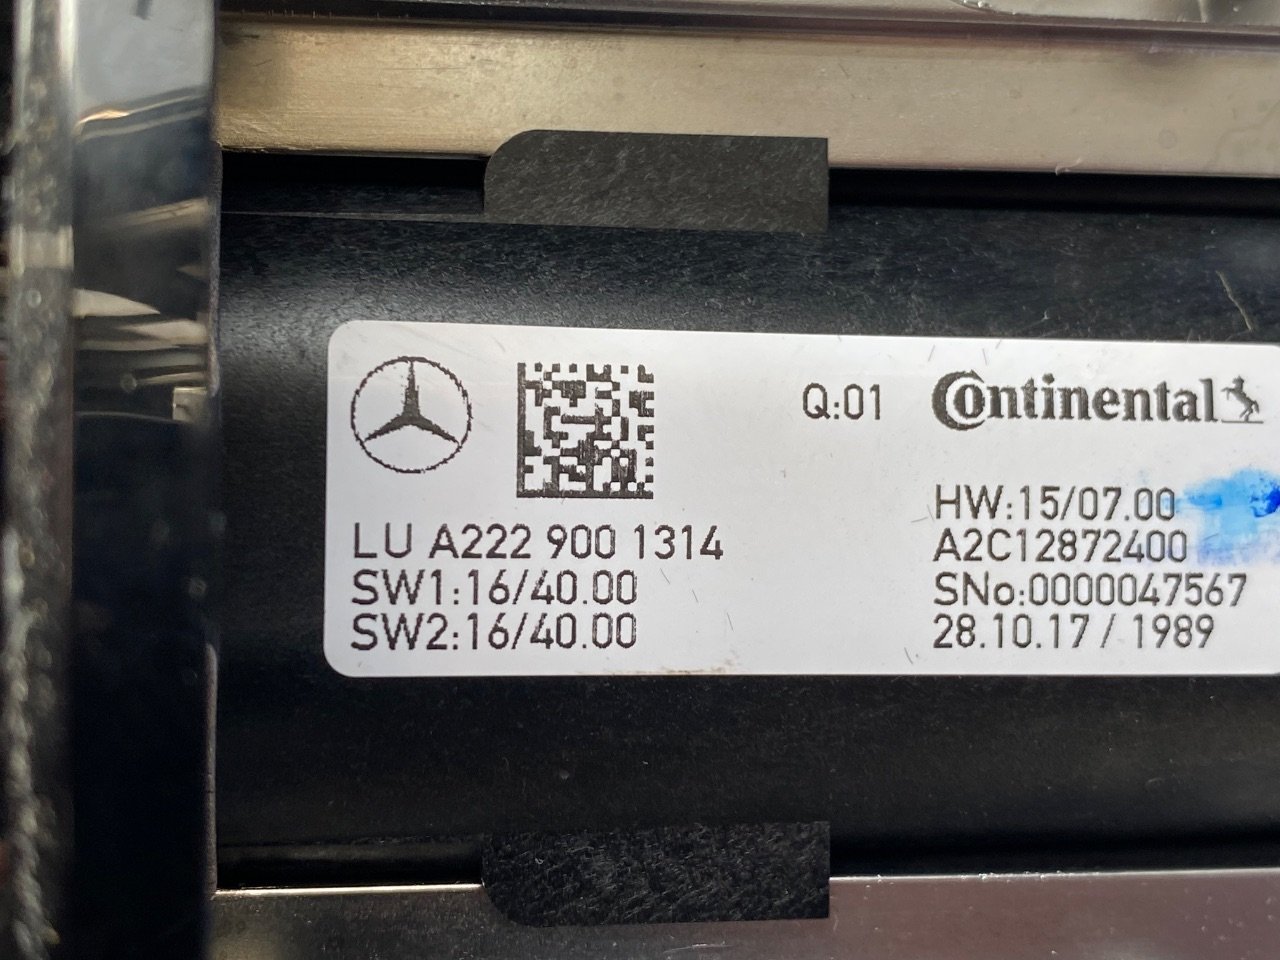 Q:01 Continental
LU A222 900 1314
SW1:16/40.00
SW2:16/40.00
HW:15/07.00
A2C12872400
SNo:0000047567
28.10.17 / 1989